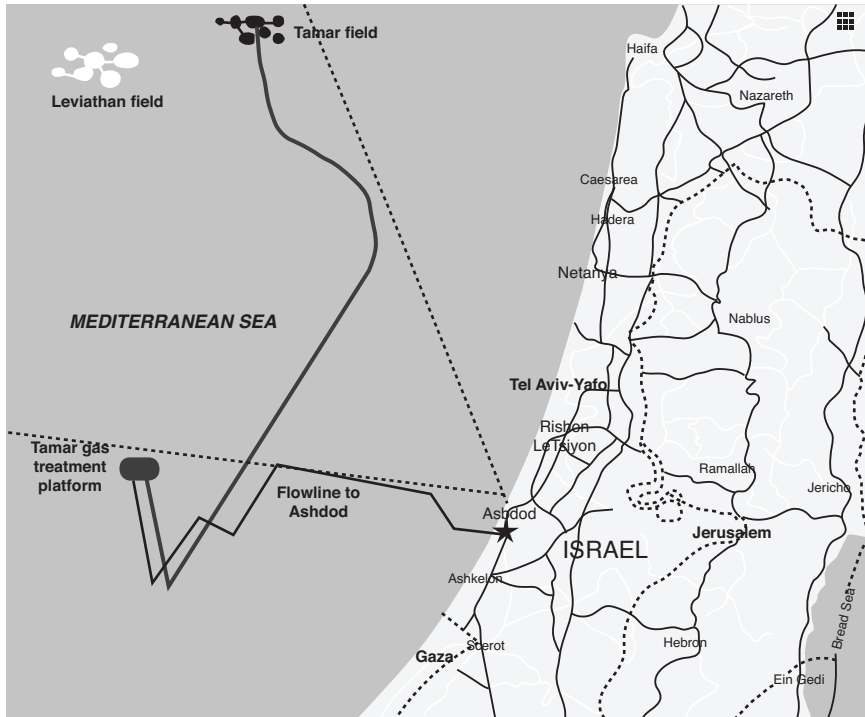 Tamar field
Leviathan field
Haifa
Nazareth
Caesarea
Hadera
Netanya
MEDITERRANEAN SEA
Nablus
Tel Aviv-Yafo
Rishon
LeTsiyon
Tamar gas
treatment
platform
Flowline to
Ashdod
Ramallah
Jericho
Ashdod
Jerusalem
ISRAEL
Ashkelon
Bread Sea
Scerot
Hebron
Gaza
Ein Gedi